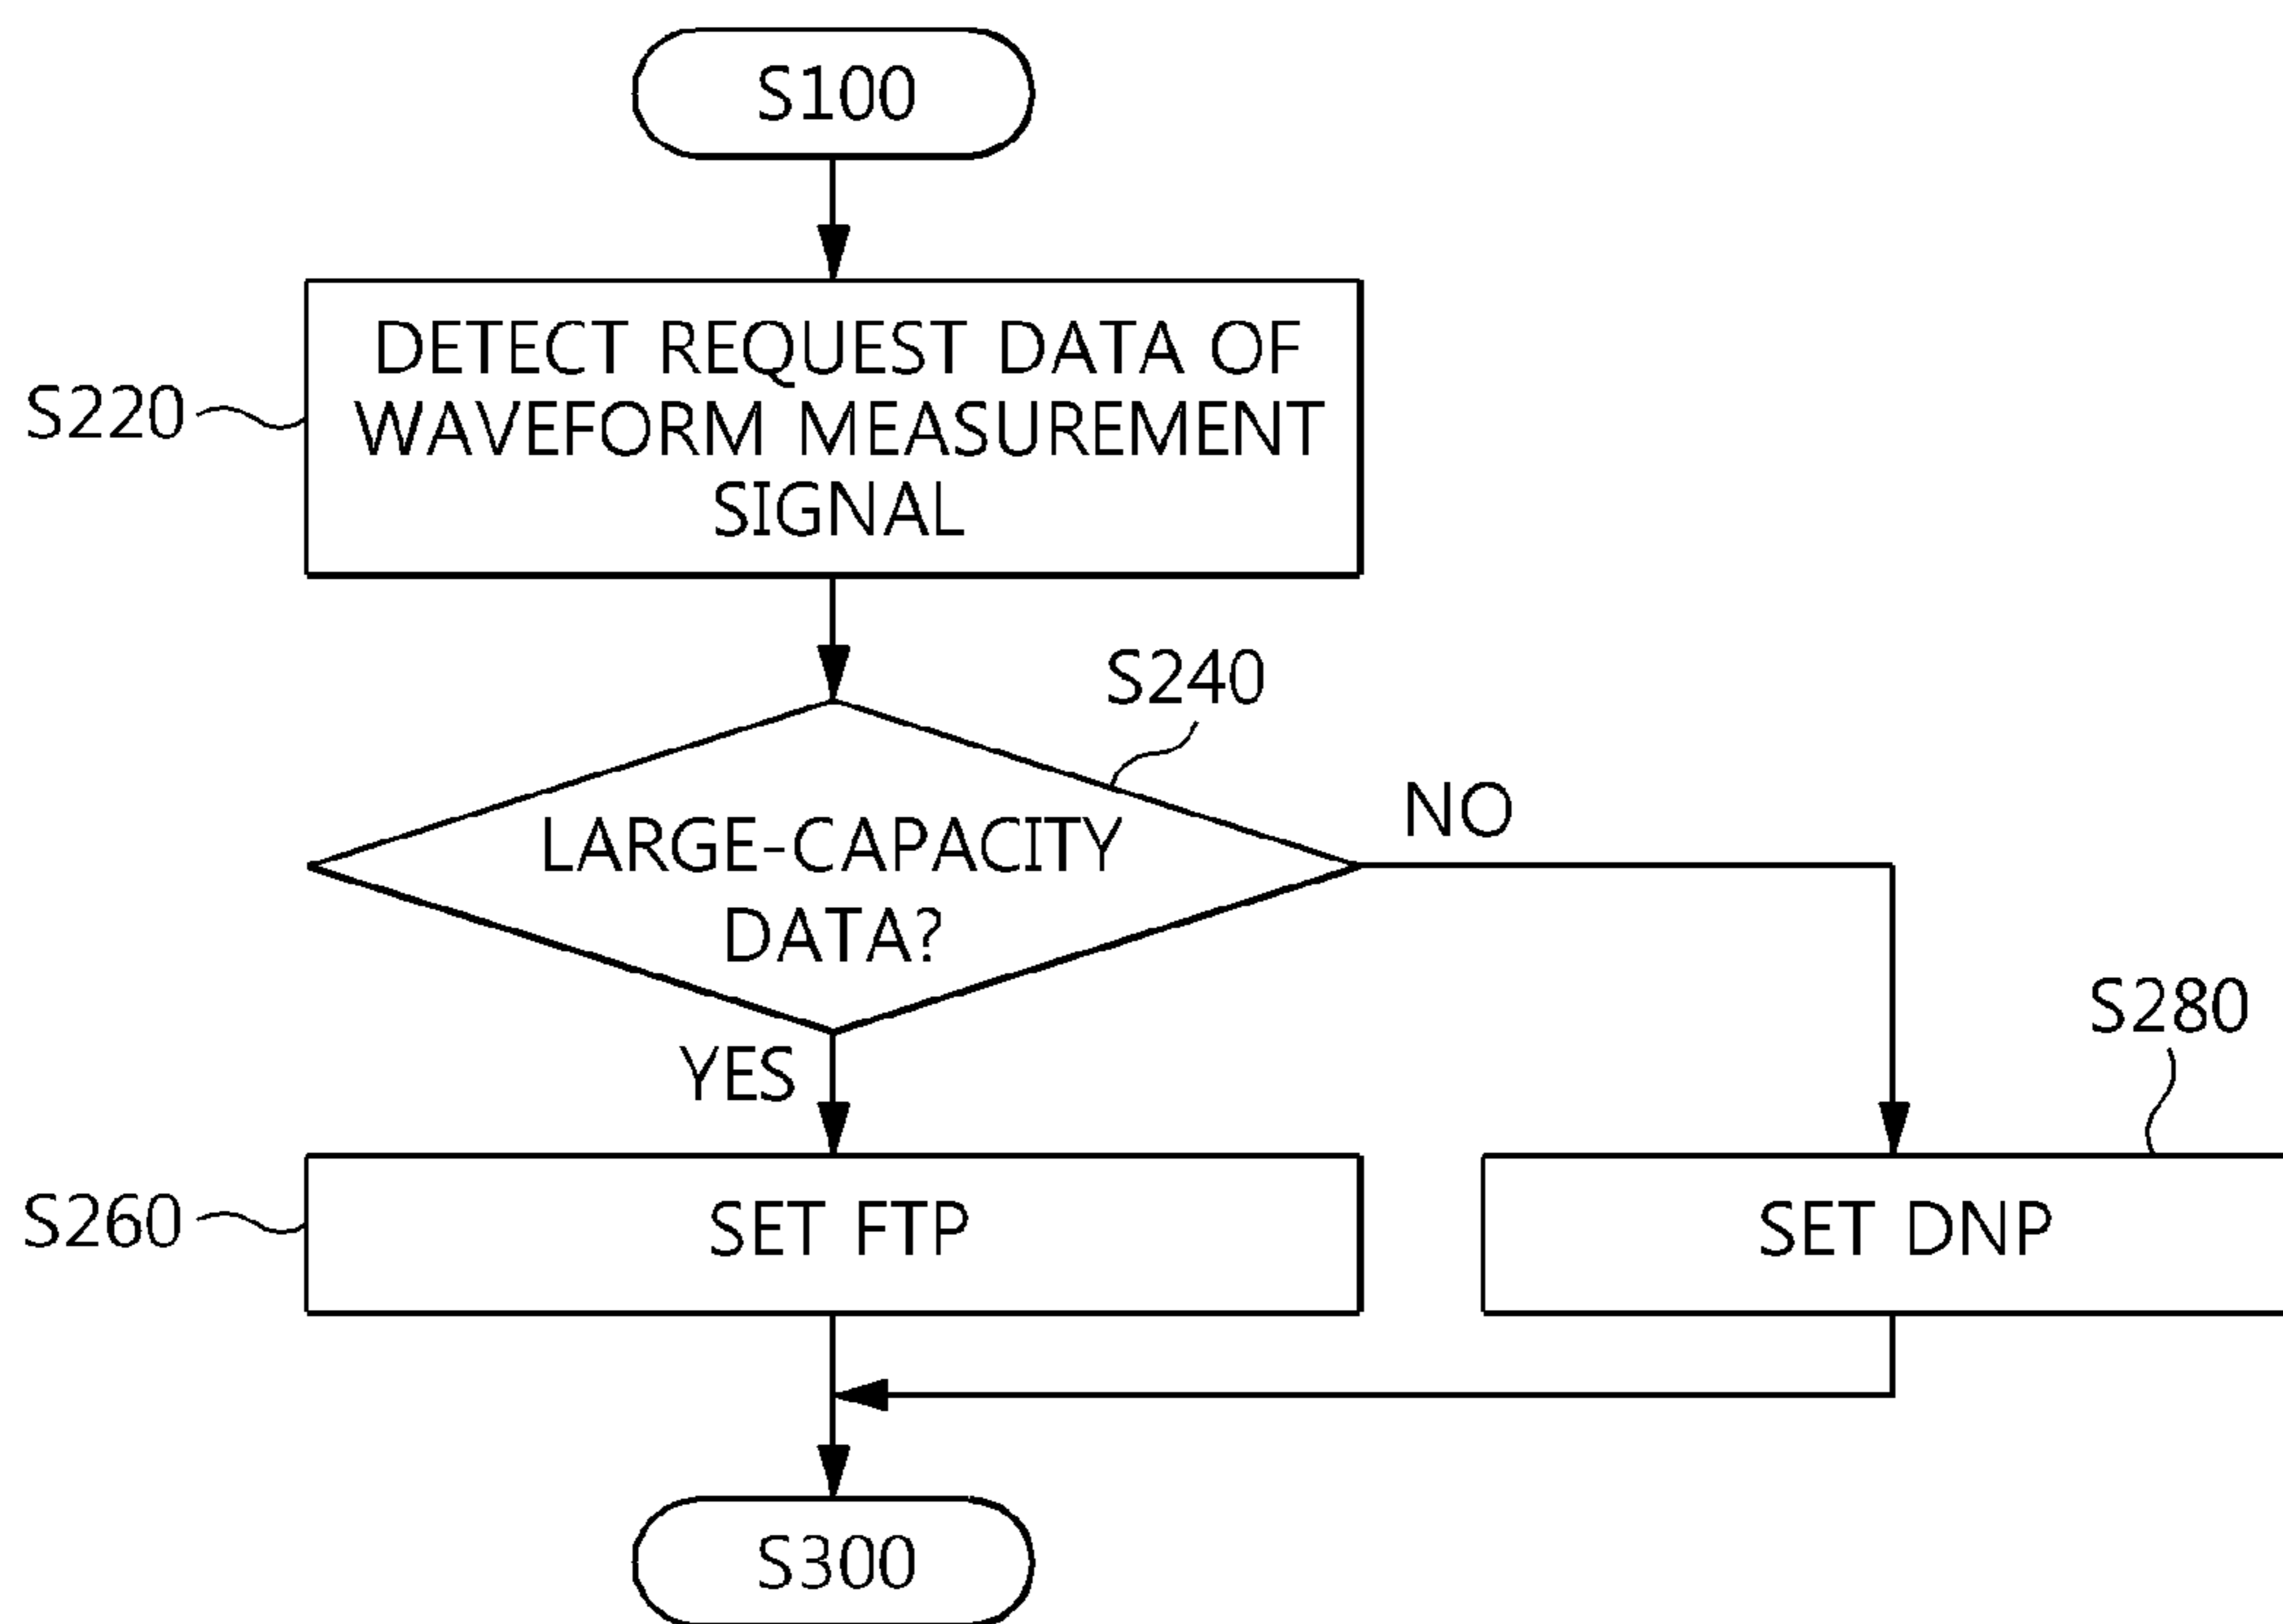 S100
DETECT REQUEST DATA OF
WAVEFORM MEASUREMENT
SIGNAL
S220
S240
LARGE-CAPACITY
DATA?
NO
YES
S280
S260
SET FTP
SET DNP
S300